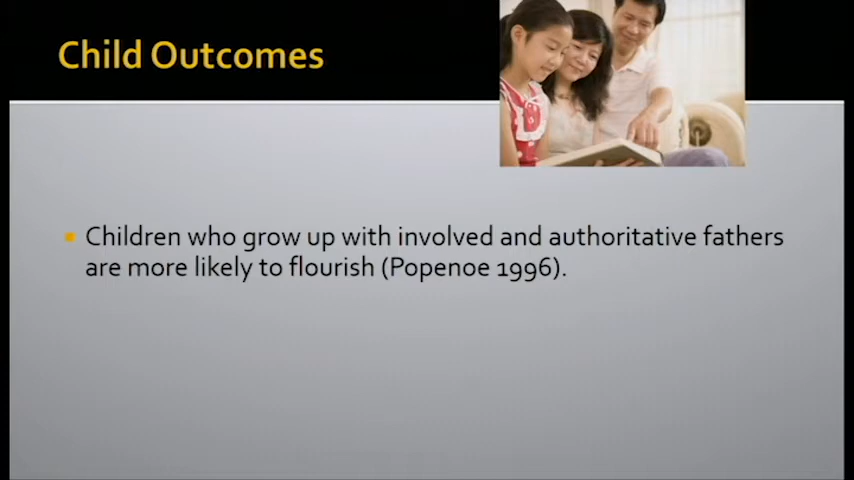 Child Outcomes
Children who grow up with involved and authoritative fathers
are more likely to flourish (Popenoe 1996).